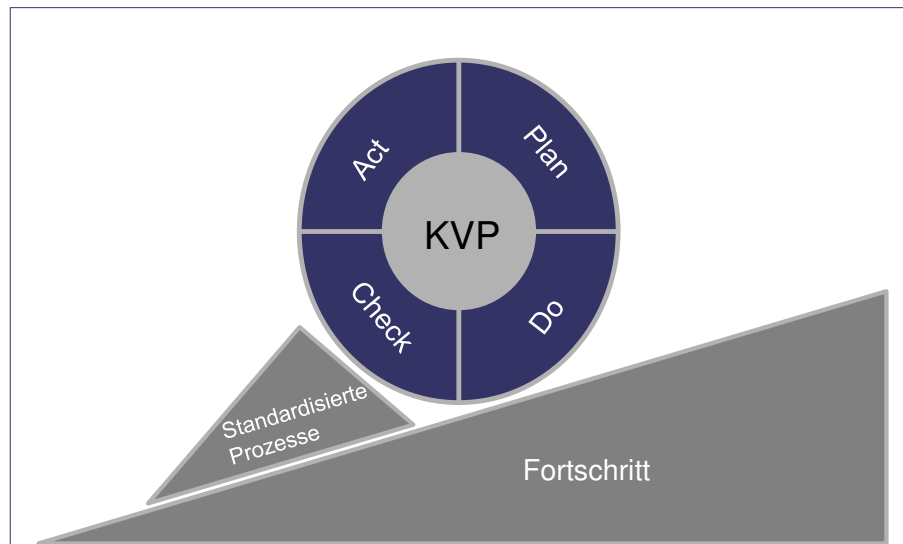 Act
Plan
KVP
Check
Do
Standardisierte
Prozesse
Fortschritt